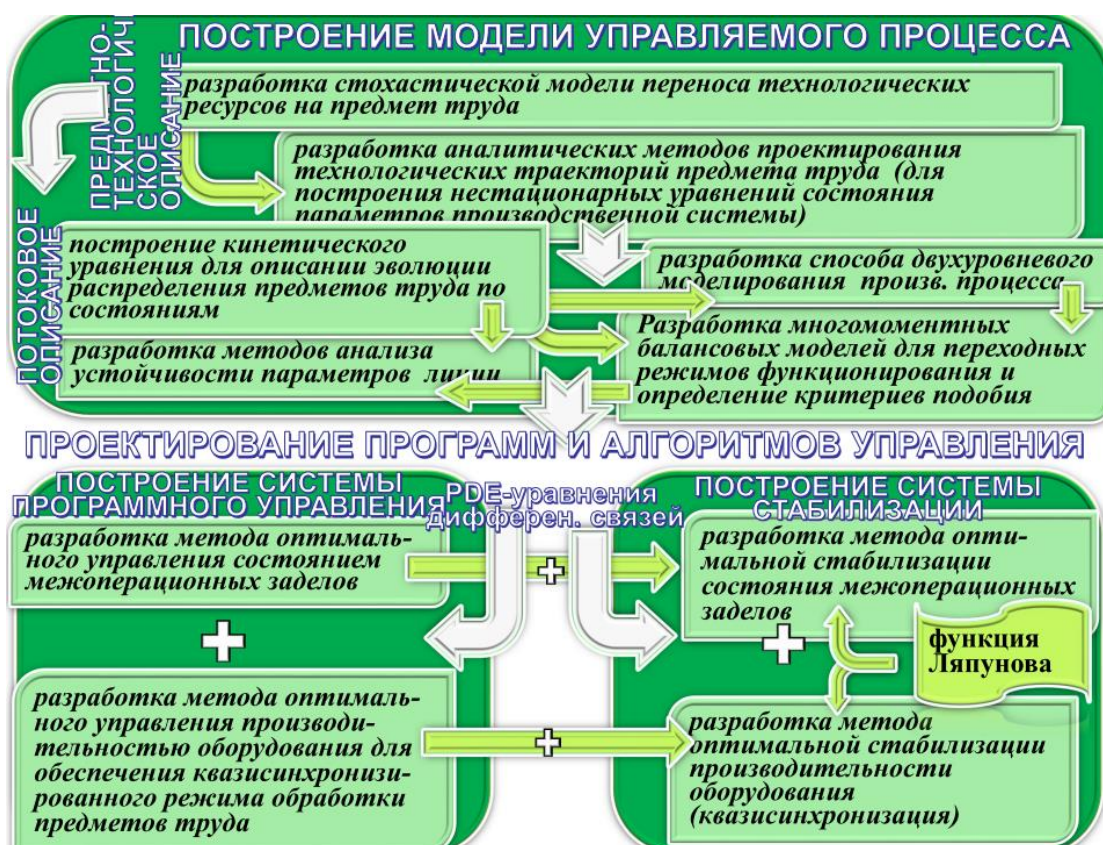 ПОСТРОЕНИЕ МОДЕЛИ УПРАВЛЯЕМОГО ПРОЦЕССА
ПРЕДМЕТНО-
ТЕХНОЛОГИЧЕ
СКОЕ
ОПИСАНИЕ
разработка стохастической модели переноса технологических
ресурсов на предмет труда
разработка аналитических методов проектирования
технологических траекторий предмета труда (для
построения нестационарных уравнений состояния
параметров производственной системы)
ПОТОКОВОЕ
ОПИСАНИЕ
построение кинетического
уравнения для описании эволюции
распределения предметов труда по
состояниям
разработка способа двухуровневого
моделирования произв. процесса
разработка методов анализа
устойчивости параметров линии
Разработка многомоментных
балансовых моделей для переходных
режимов функционирования и
определение критериев подобия
ПРОЕКТИРОВАНИЕ ПРОГРАММ И АЛГОРИТМОВ УПРАВЛЕНИЯ
ПОСТРОЕНИЕ СИСТЕМЫ
ПРОГРАММНОГО УПРАВЛЕНИЯ
PDE-уравнения
дифферен. связей
ПОСТРОЕНИЕ СИСТЕМЫ
СТАБИЛИЗАЦИИ
разработка метода оптималь-
ного управления состоянием
межоперационных заделов
разработка метода опти-
мальной стабилизации
состояния межоперационных
заделов
функция
Ляпунова
разработка метода оптималь-
ного управления производи-
тельностью оборудования для
обеспечения квазисинхронизи-
рованного режима обработки
предметов труда
разработка метода
оптимальной стабилизации
производительности
оборудования
(квазисинхронизация)